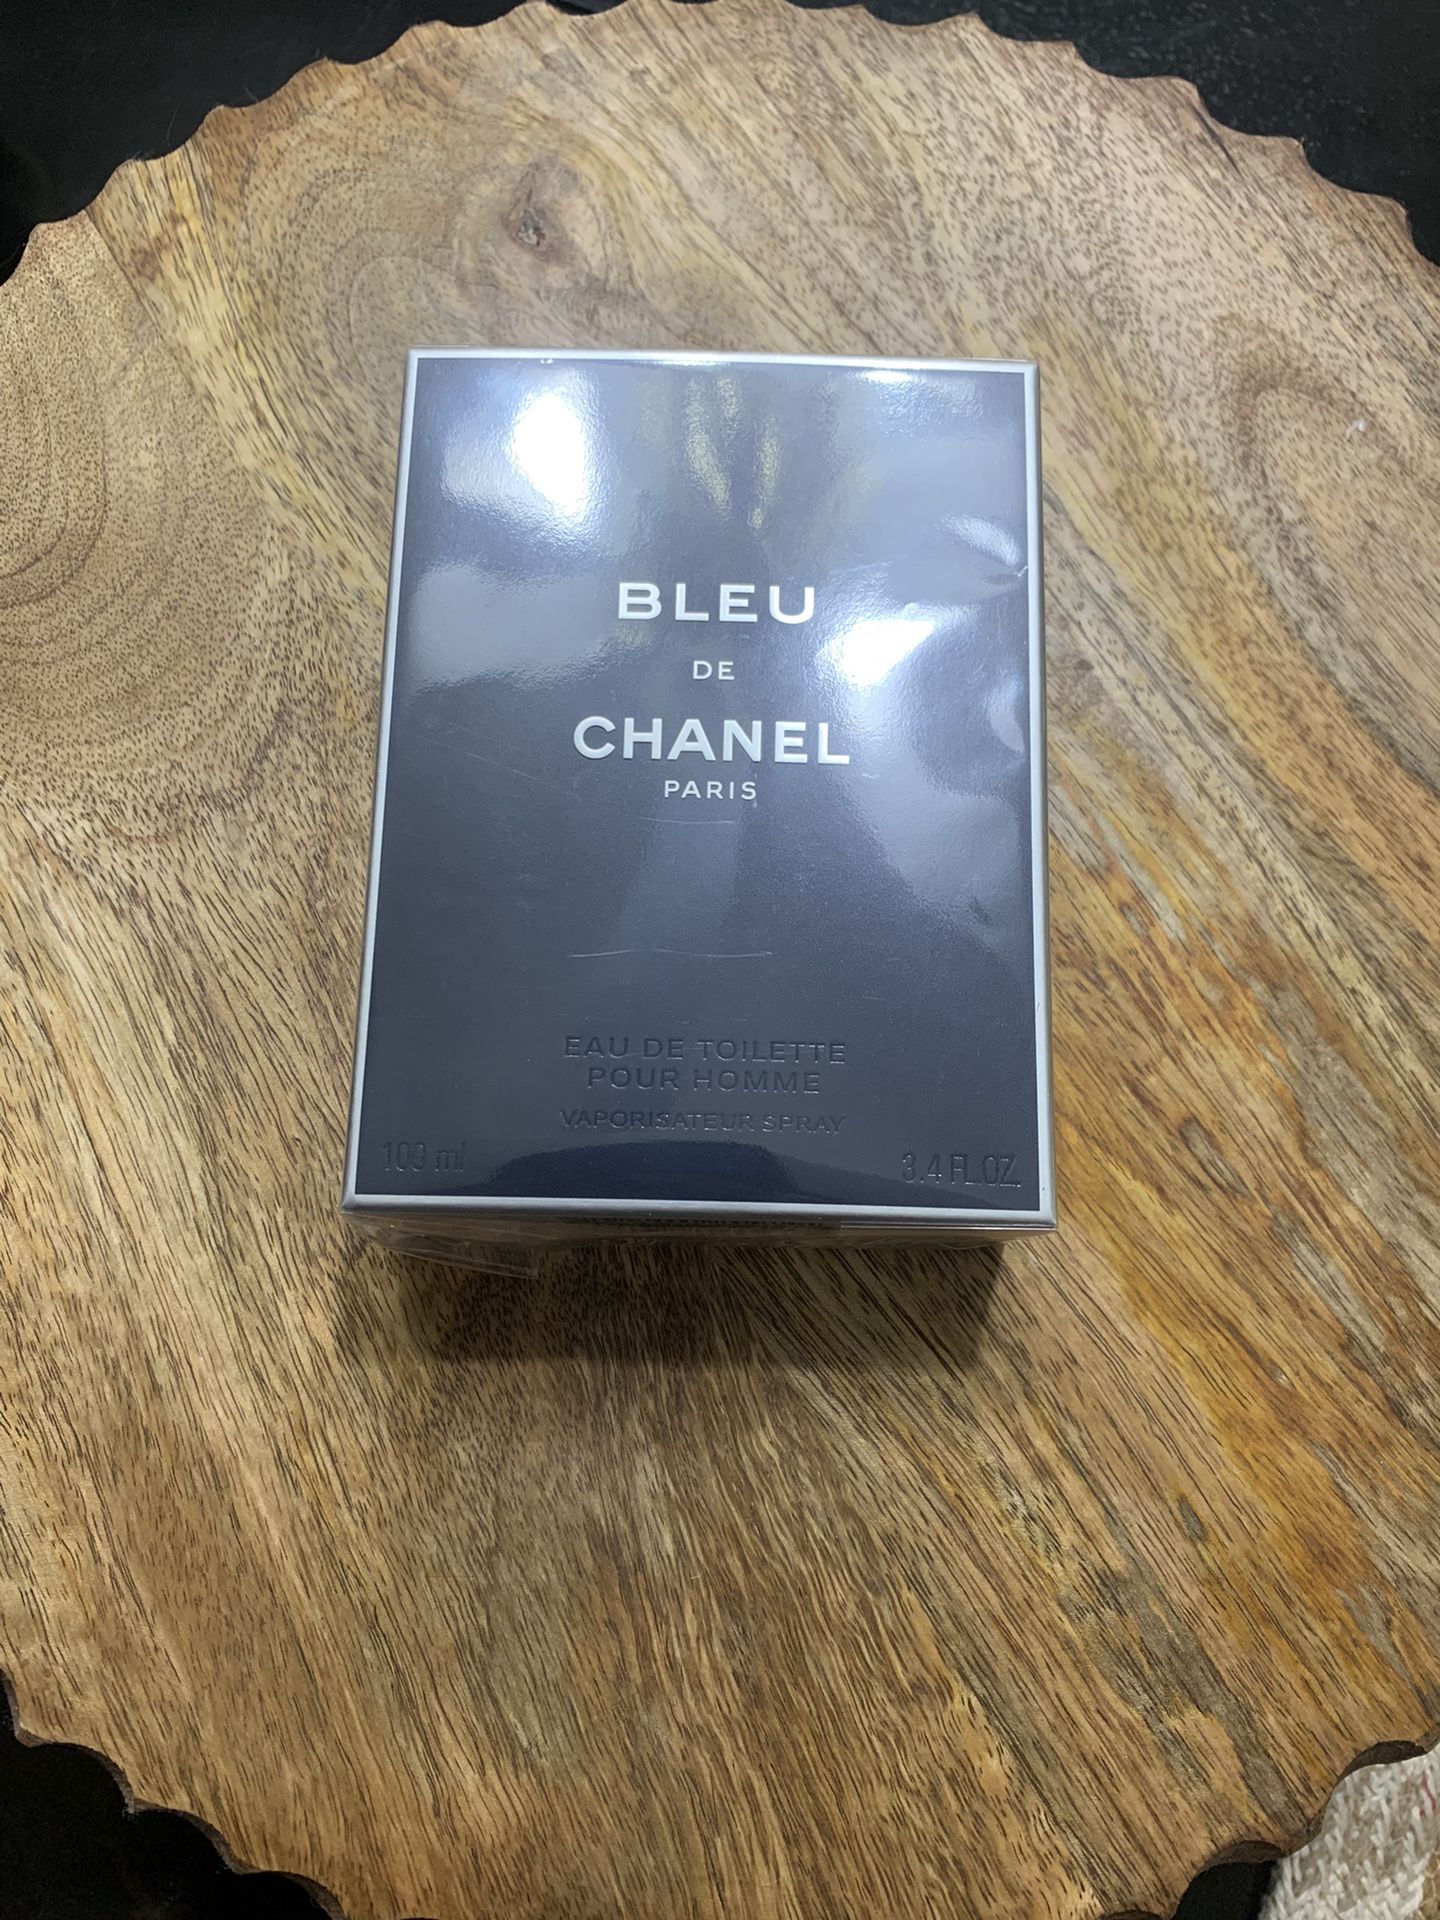 BLEU
DE
CHANEL
PARIS
EAU DE TOILETTE
POUR HOMME
VAPORISATEUR SPRAY
100 ml
3.4 FL.OZ.